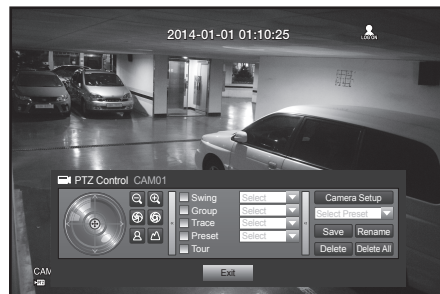 2014-01-01 01:10:25
LOG ON
PTZ Control CAM01
Swing Select
Group Select
Trace Select
Preset Select
Tour
Camera Setup
Select Preset
Save Rename
Delete Delete All
Exit
CAM